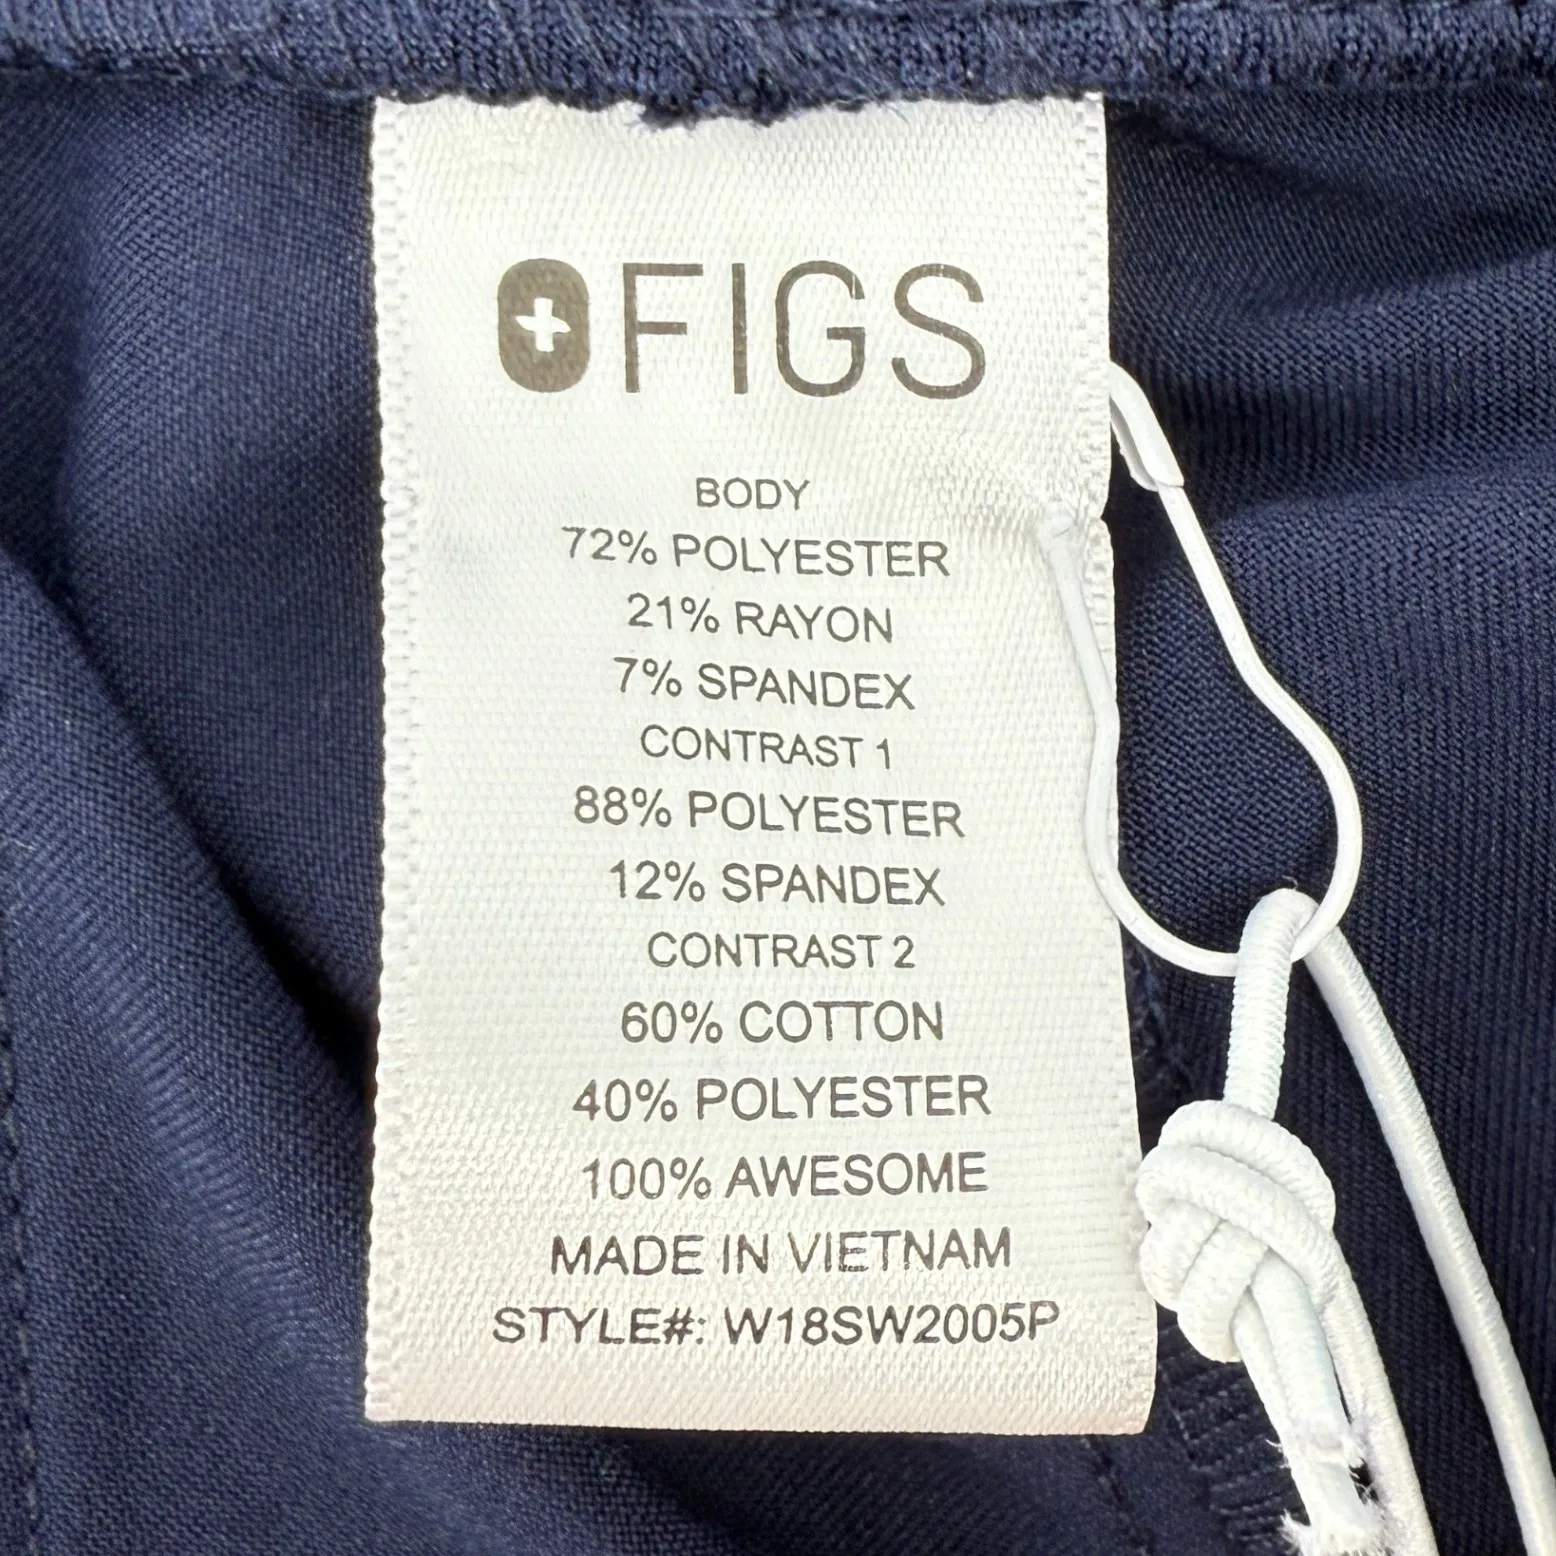 FIGS
BODY
72% POLYESTER
21% RAYON
7% SPANDEX
CONTRAST 1
88% POLYESTER
12% SPANDEX
CONTRAST 2
60% COTTON
40% POLYESTER
100% AWESOME
MADE IN VIETNAM
STYLE#: W18SW2005P